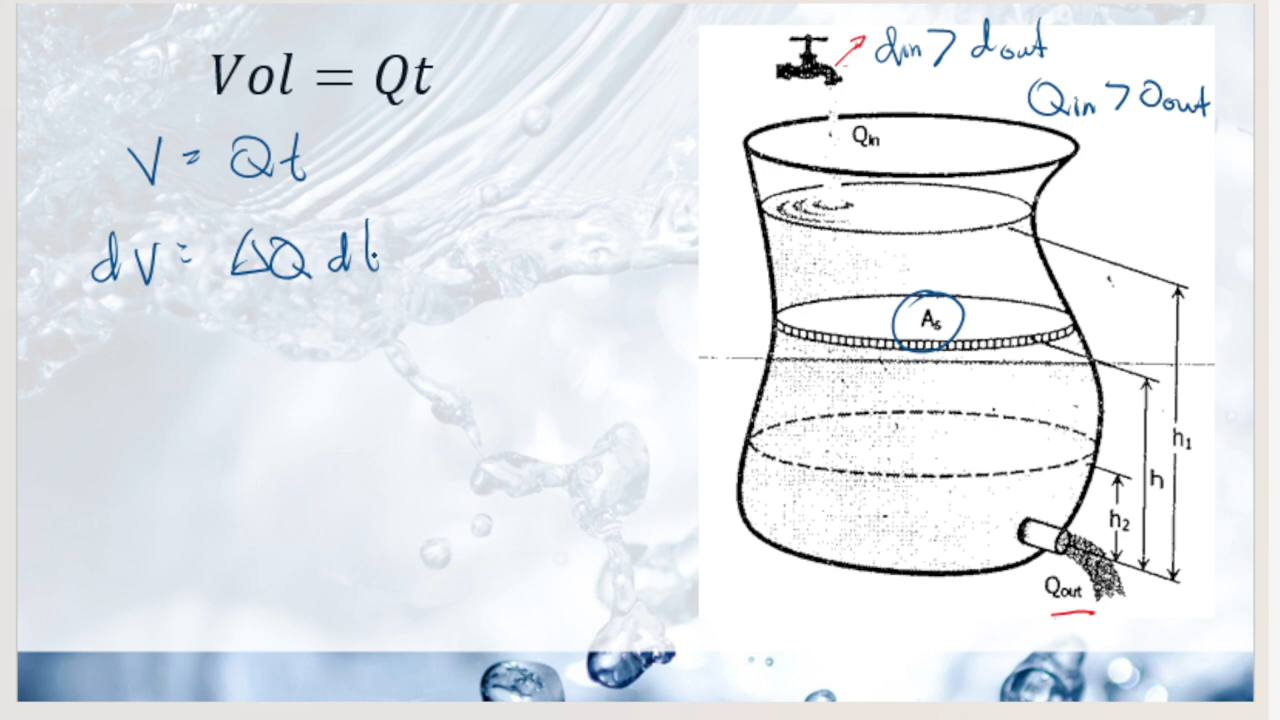 Vol = Qt
V = Qt
dV = ΔQ dt
din > dout
Qin > Qout
Qin
As
h1
h
h2
Qout